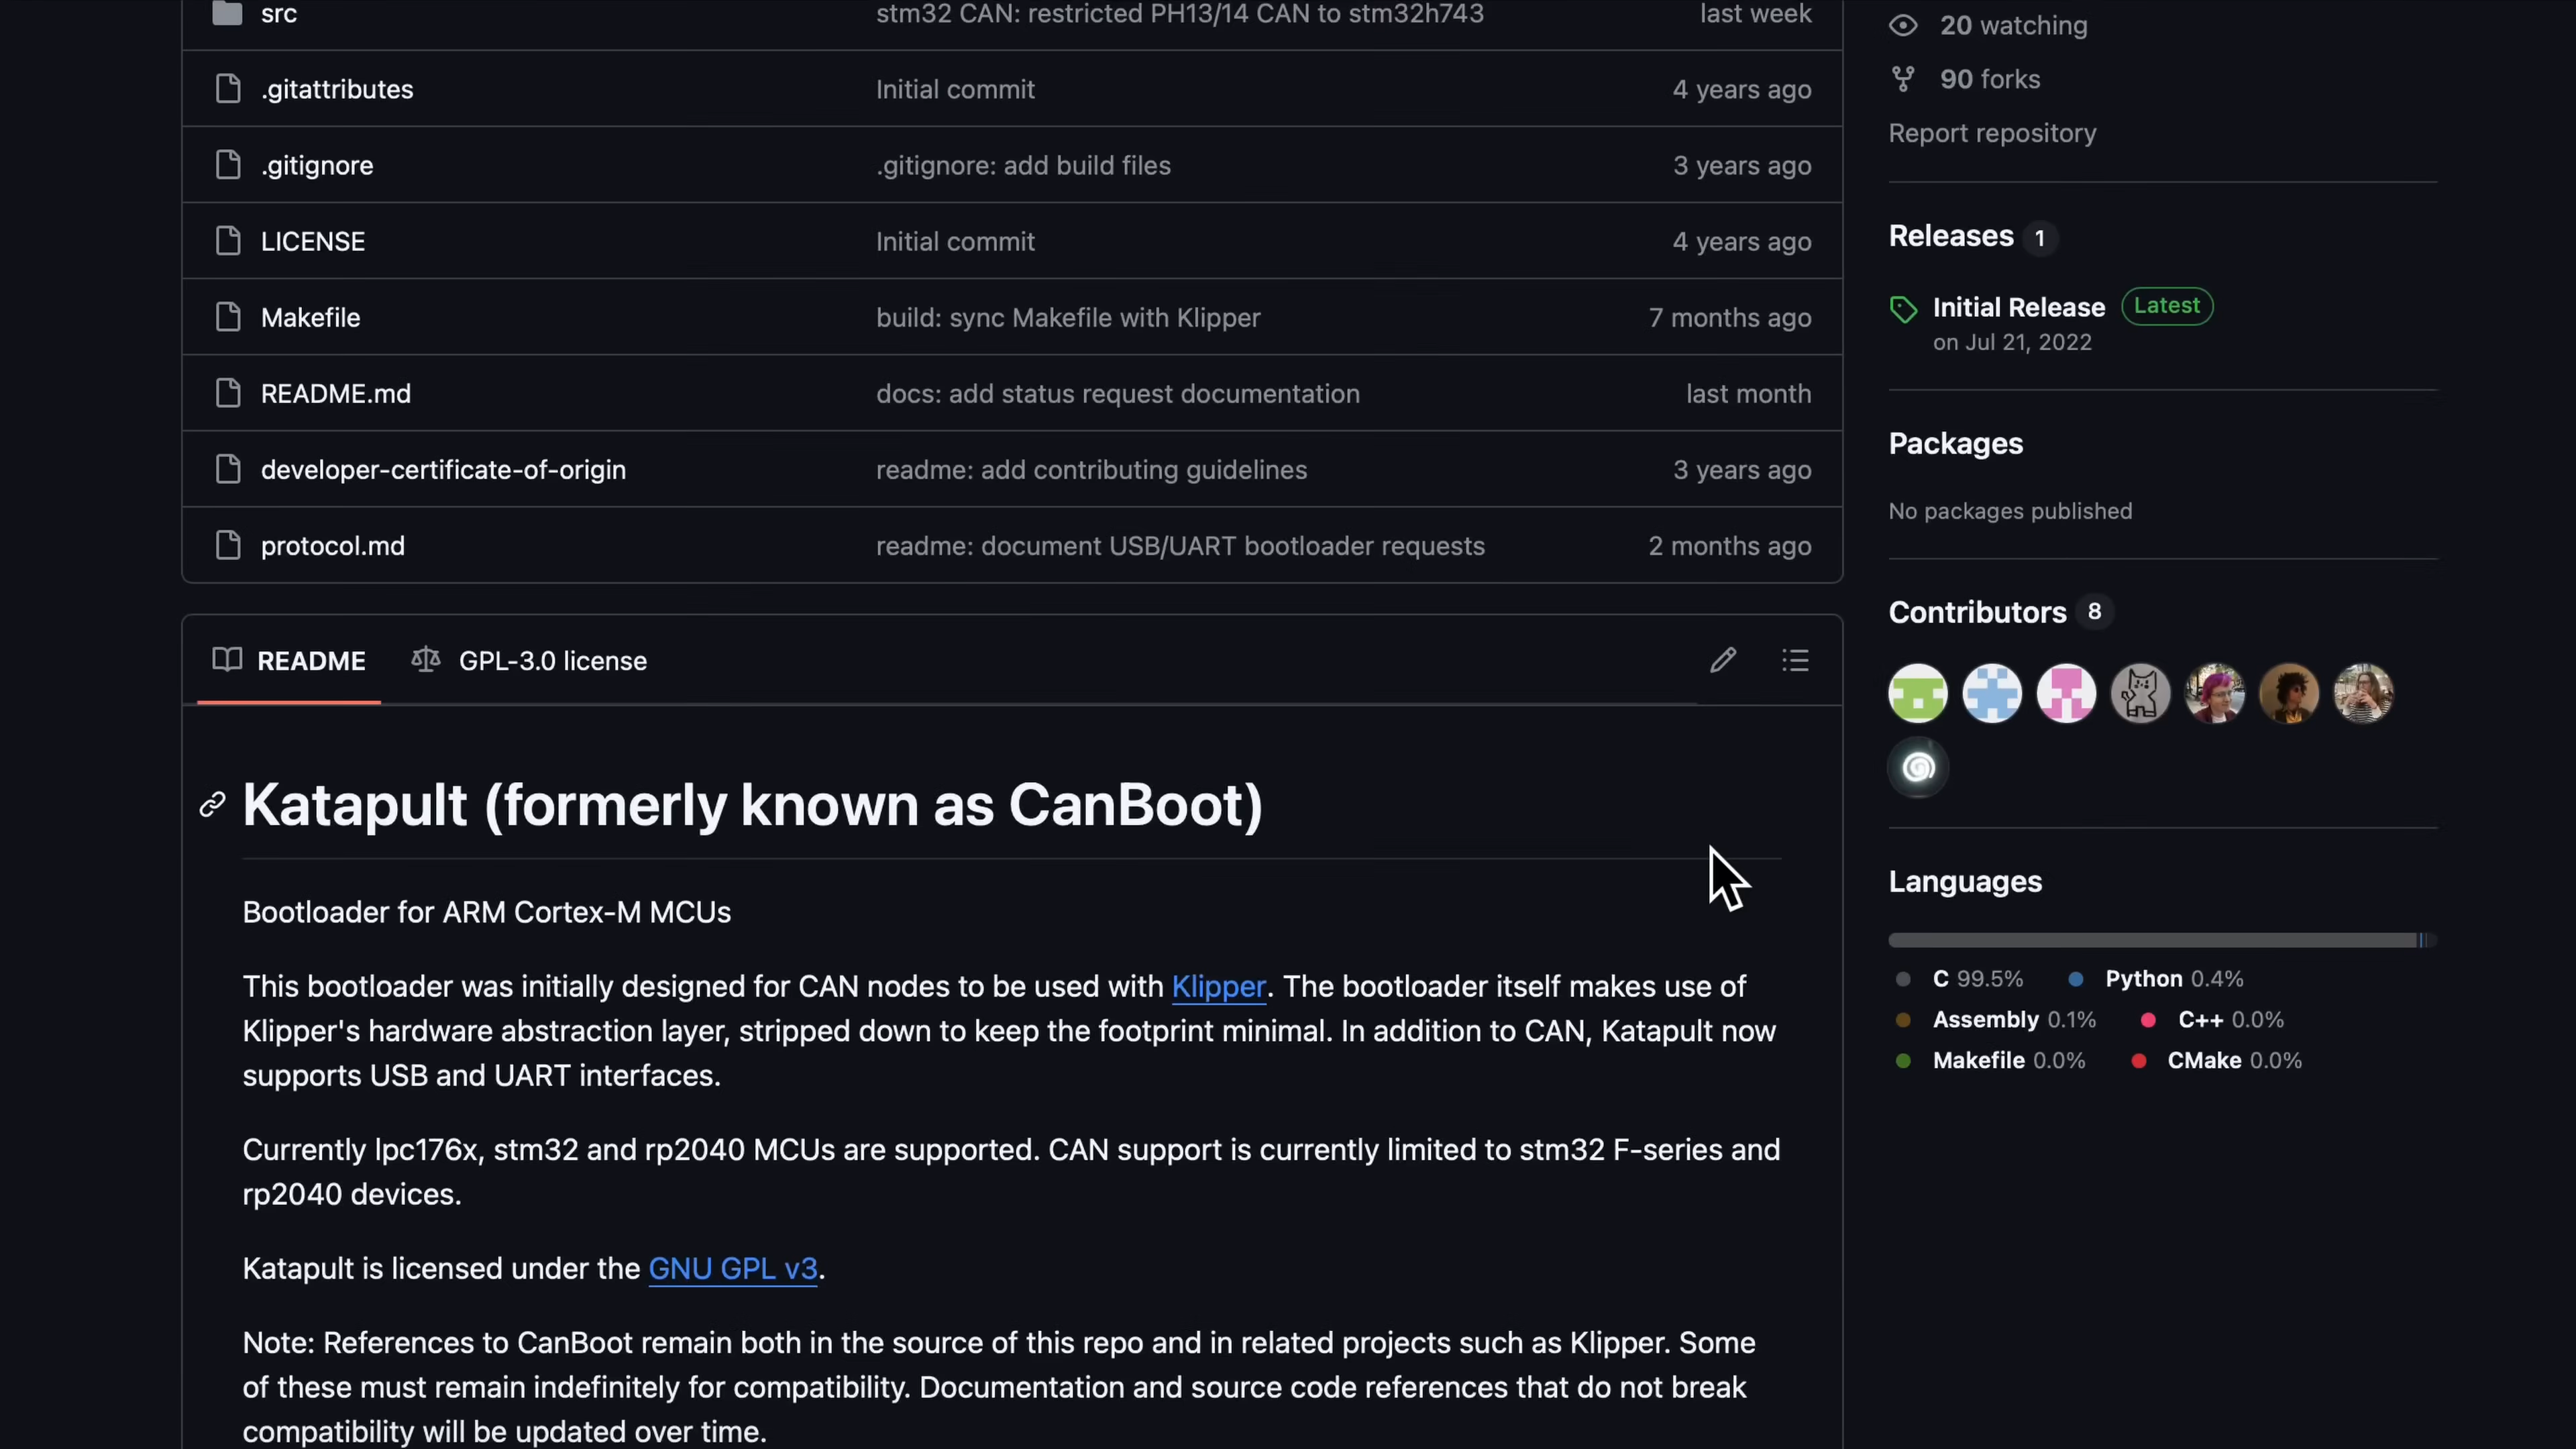 src stm32 CAN: restricted PH13/14 CAN to stm32h743 last week
.gitattributes Initial commit 4 years ago
.gitignore .gitignore: add build files 3 years ago
LICENSE Initial commit 4 years ago
Makefile build: sync Makefile with Klipper 7 months ago
README.md docs: add status request documentation last month
developer-certificate-of-origin readme: add contributing guidelines 3 years ago
protocol.md readme: document USB/UART bootloader requests 2 months ago
README GPL-3.0 license
Katapult (formerly known as CanBoot)
Bootloader for ARM Cortex-M MCUs
This bootloader was initially designed for CAN nodes to be used with Klipper. The bootloader itself makes use of
Klipper's hardware abstraction layer, stripped down to keep the footprint minimal. In addition to CAN, Katapult now
supports USB and UART interfaces.
Currently lpc176x, stm32 and rp2040 MCUs are supported. CAN support is currently limited to stm32 F-series and
rp2040 devices.
Katapult is licensed under the GNU GPL v3.
Note: References to CanBoot remain both in the source of this repo and in related projects such as Klipper. Some
of these must remain indefinitely for compatibility. Documentation and source code references that do not break
compatibility will be updated over time.
20 watching
90 forks
Report repository
Releases 1
Initial Release Latest
on Jul 21, 2022
Packages
No packages published
Contributors 8
Languages
C 99.5% Python 0.4%
Assembly 0.1% C++ 0.0%
Makefile 0.0% CMake 0.0%